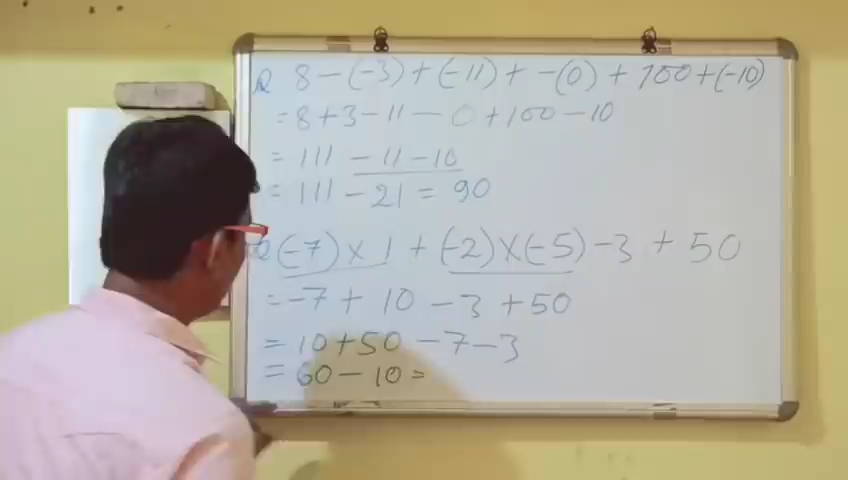 Q 8 - (-3) + (-11) + -(0) + 100 + (-10)
= 8 + 3 - 11 - 0 + 100 - 10
= 111 - 11 - 10
= 111 - 21 = 90
Q (-7) × 1 + (-2) × (-5) - 3 + 50
= -7 + 10 - 3 + 50
= 10 + 50 - 7 - 3
= 60 - 10 =